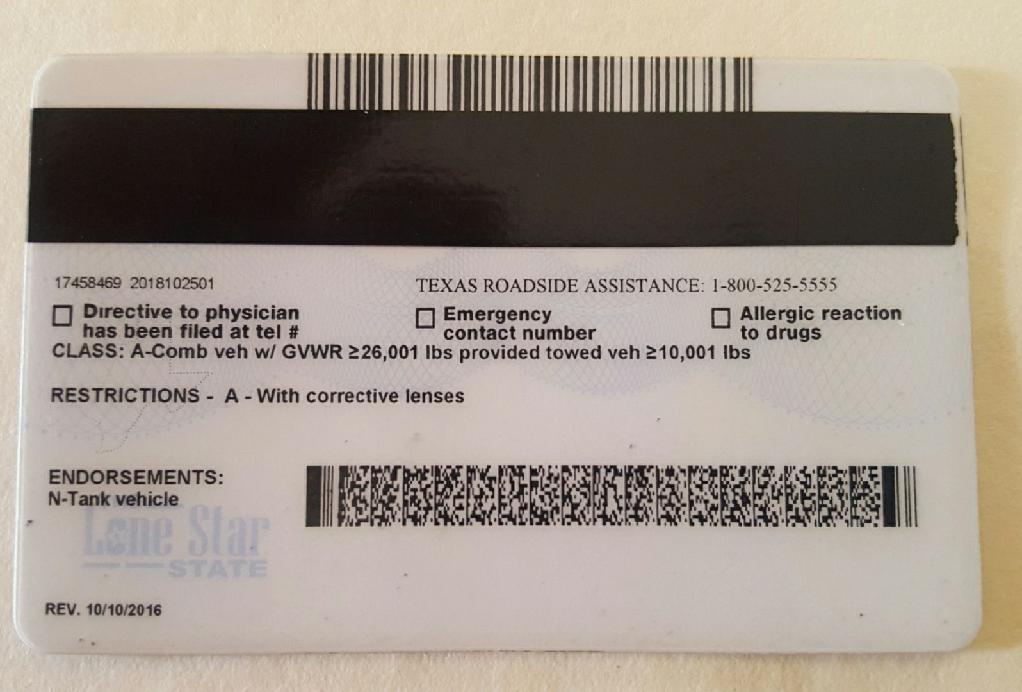 17458469 2018102501 TEXAS ROADSIDE ASSISTANCE: 1-800-525-5555
Directive to physician
has been filed at tel #
Emergency
contact number
Allergic reaction
to drugs
CLASS: A-Comb veh w/ GVWR ≥26,001 lbs provided towed veh ≥10,001 lbs
RESTRICTIONS - A - With corrective lenses
ENDORSEMENTS:
N-Tank vehicle
Lone Star
STATE
REV. 10/10/2016